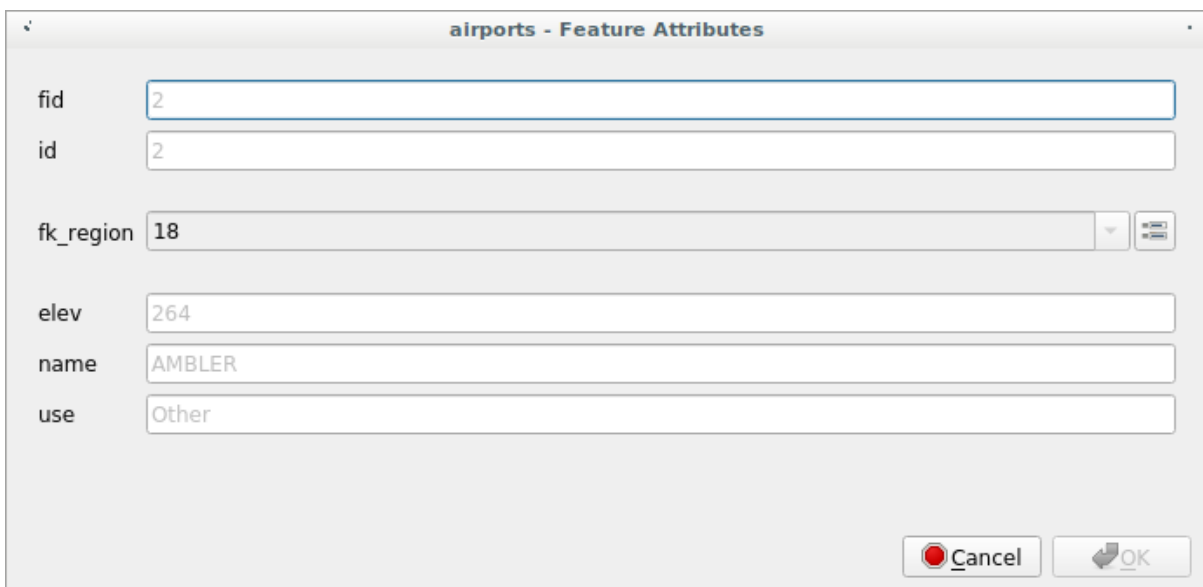 airports - Feature Attributes
fid 2
id 2
fk_region 18
elev 264
name AMBLER
use Other
Cancel OK